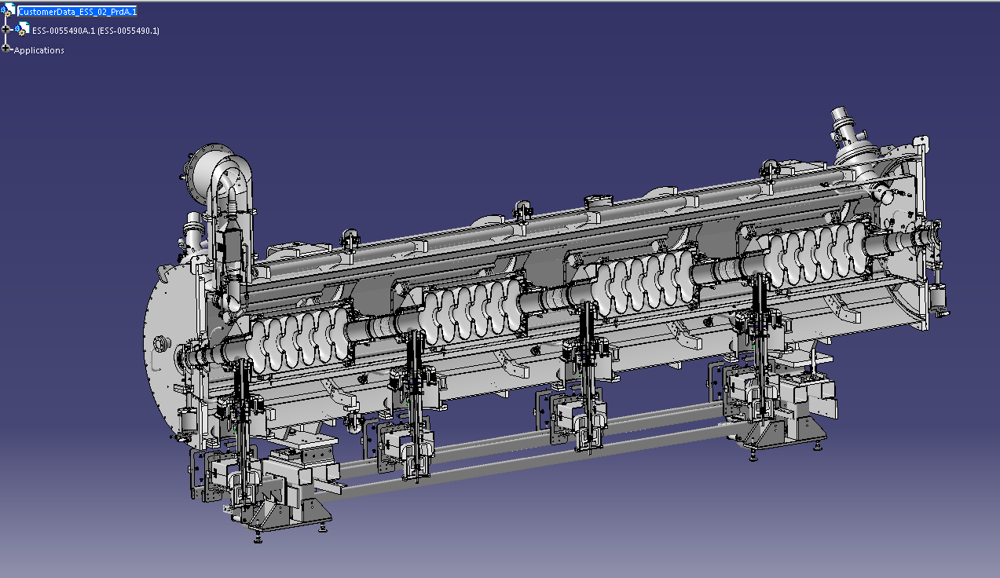 CustomerData_ESS_02_PrdA.1
ESS-0055490A.1 (ESS-0055490.1)
Applications